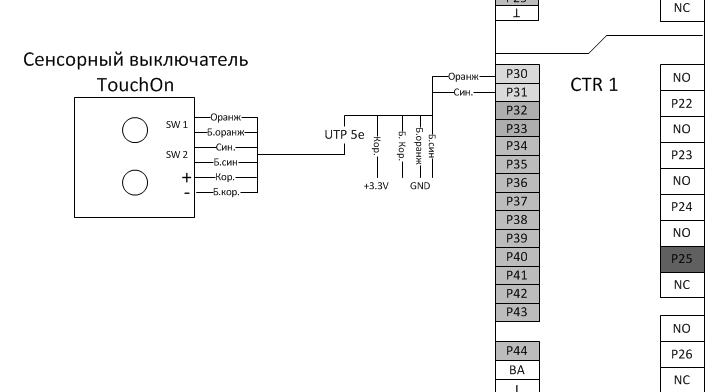 P29
⊥
NC
Сенсорный выключатель
TouchOn
SW 1
SW 2
+
-
Оранж
Б.оранж
Син.
Б.син
Кор.
Б.кор.
UTP 5e
Кор.
Б. Кор.
Б.оранж
Б.син
+3.3V
GND
Оранж
Син.
P30
P31
P32
P33
P34
P35
P36
P37
P38
P39
P40
P41
P42
P43
P44
BA
CTR 1
NO
P22
NO
P23
NO
P24
NO
P25
NC
NO
P26
NC